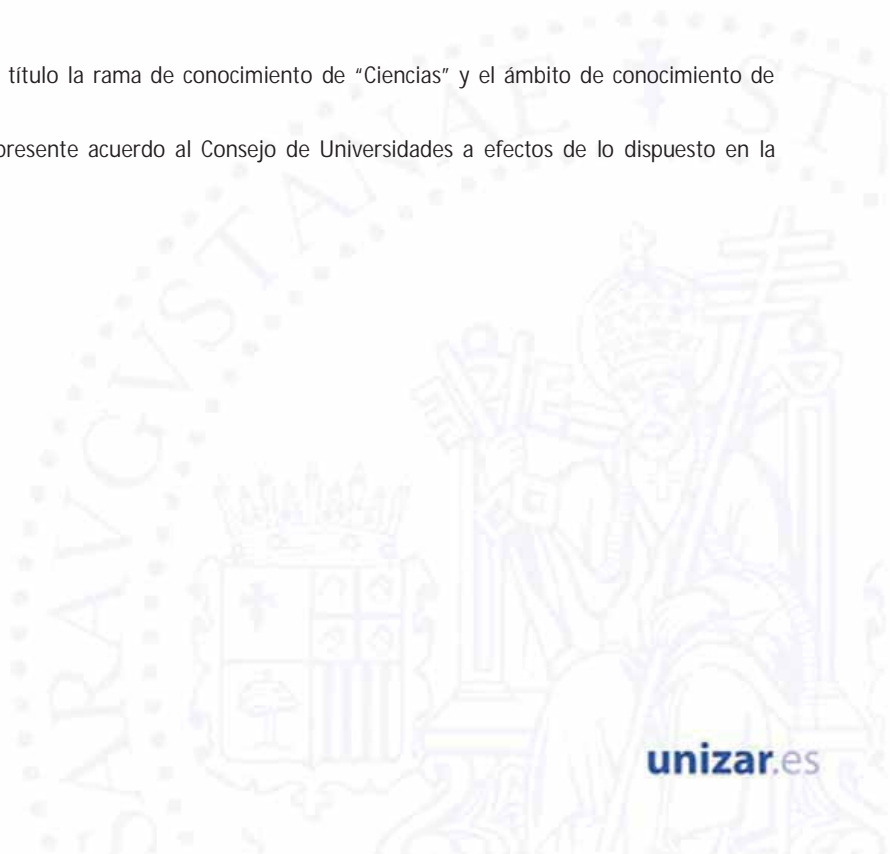 título la rama de conocimiento de “Ciencias” y el ámbito de conocimiento de
presente acuerdo al Consejo de Universidades a efectos de lo dispuesto en la
unizar.es